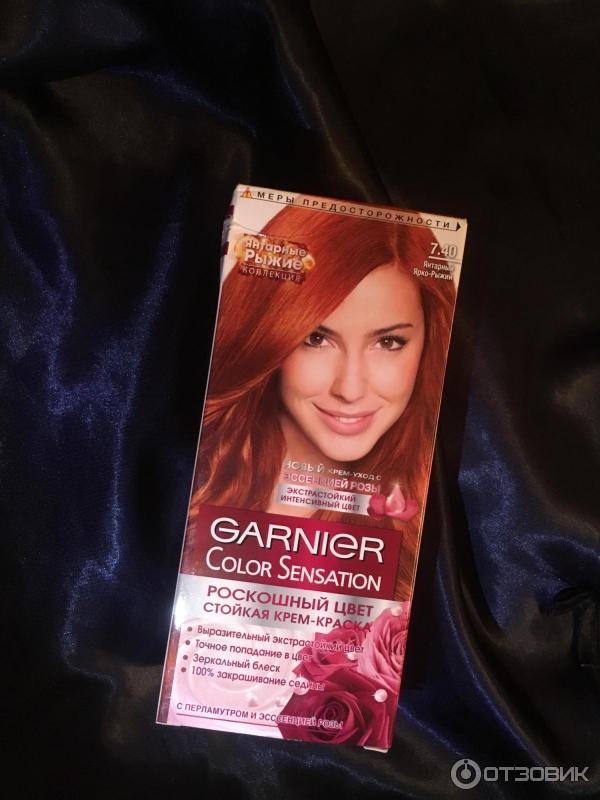 МЕРЫ ПРЕДОСТОРОЖНОСТИ
Янтарные
Рыжие
КОЛЛЕКЦИЯ
7.40
Янтарный
Ярко-Рыжий
НОВЫЙ КРЕМ-УХОД С
ЭССЕНЦИЕЙ РОЗЫ
ЭКСТРАСТОЙКИЙ
ИНТЕНСИВНЫЙ ЦВЕТ
GARNIER
COLOR SENSATION
РОСКОШНЫЙ ЦВЕТ
СТОЙКАЯ КРЕМ-КРАСКА
• Выразительный экстрастойкий цвет
• Точное попадание в цвет
• Зеркальный блеск
• 100% закрашивание седины
С ПЕРЛАМУТРОМ И ЭССЕНЦИЕЙ РОЗЫ
ОТЗОВИК